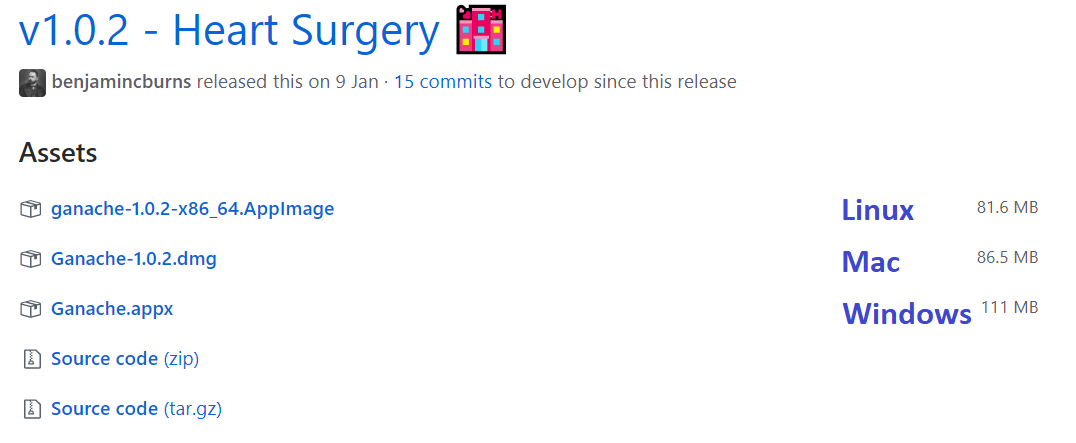 v1.0.2 - Heart Surgery
benjamincburns released this on 9 Jan · 15 commits to develop since this release
Assets
ganache-1.0.2-x86_64.AppImage Linux 81.6 MB
Ganache-1.0.2.dmg Mac 86.5 MB
Ganache.appx Windows 111 MB
Source code (zip)
Source code (tar.gz)